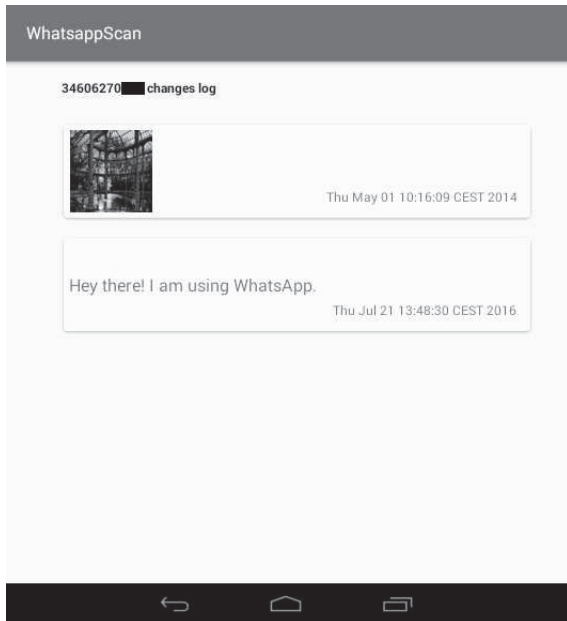 WhatsappScan
34606270 changes log
Thu May 01 10:16:09 CEST 2014
Hey there! I am using WhatsApp.
Thu Jul 21 13:48:30 CEST 2016